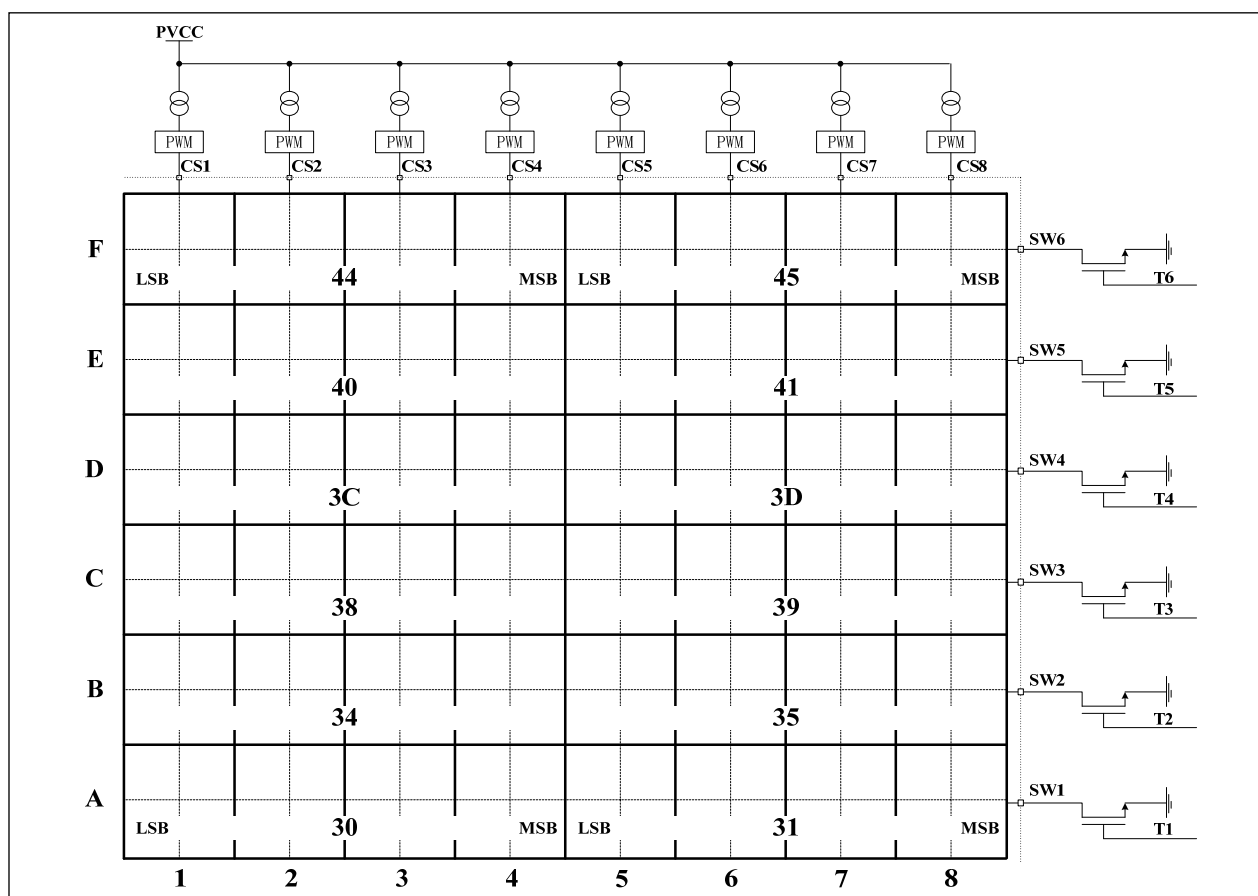 PVCC
PWM PWM PWM PWM PWM PWM PWM PWM
CS1 CS2 CS3 CS4 CS5 CS6 CS7 CS8
F SW6
LSB 44 MSB LSB 45 MSB T6
E SW5
40 41 T5
D SW4
3C 3D T4
C SW3
38 39 T3
B SW2
34 35 T2
A SW1
LSB 30 MSB LSB 31 MSB T1
1 2 3 4 5 6 7 8